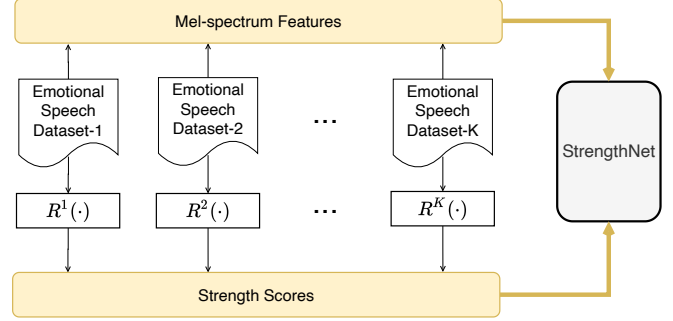 Mel-spectrum Features
Emotional
Speech
Dataset-1
Emotional
Speech
Dataset-2
...
Emotional
Speech
Dataset-K
StrengthNet
R¹(·)
R²(·)
...
Rᴷ(·)
Strength Scores